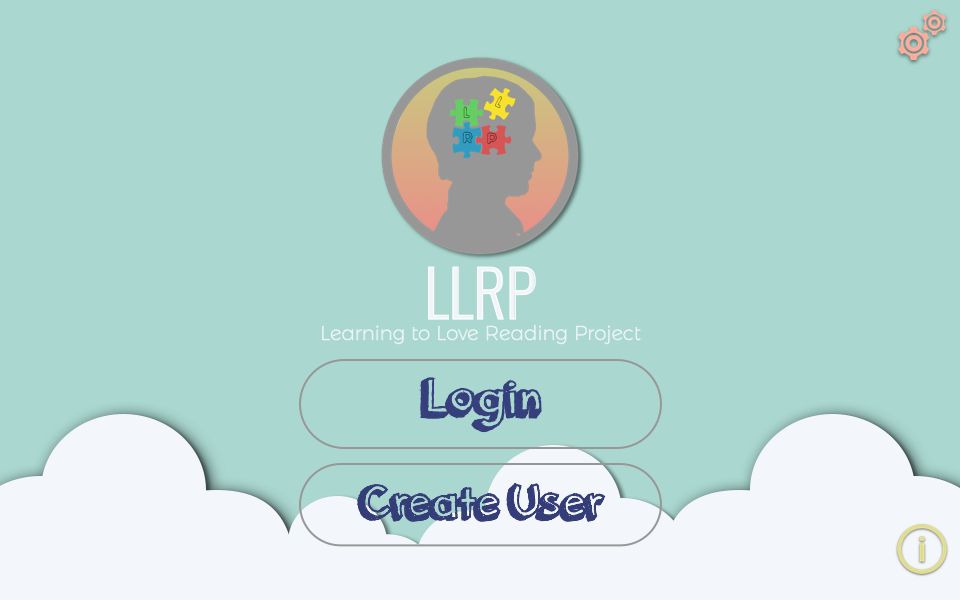 L L
R P
LLRP
Learning to Love Reading Project
Login
Create User
i